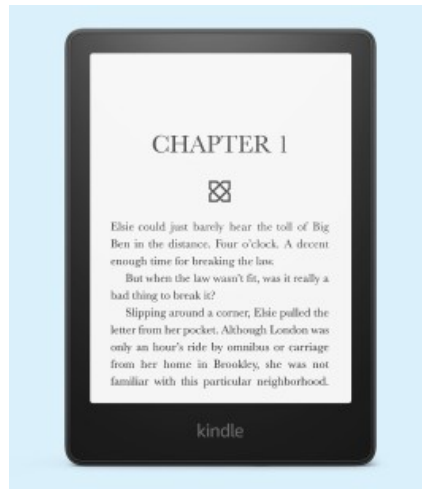 CHAPTER 1
Elsie could just barely hear the toll of Big
Ben in the distance. Four o'clock. A decent
enough time for breaking the law.
But when the law wasn't fit, was it really a
bad thing to break it?
Slipping around a corner, Elsie pulled the
letter from her pocket. Although London was
only an hour's ride by omnibus or carriage
from her home in Brookley, she was not
familiar with this particular neighborhood.
kindle